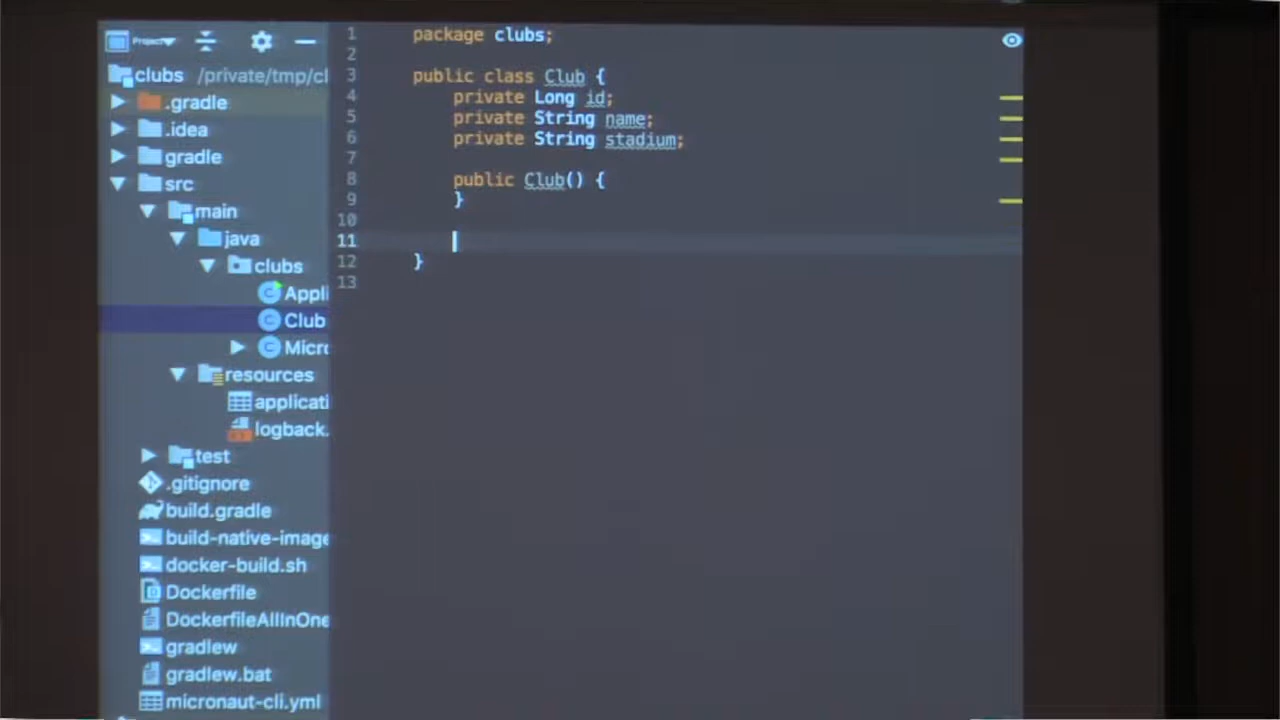 Project
clubs /private/tmp/cl
.gradle
.idea
gradle
src
main
java
clubs
Appli
Club
Micro
resources
applicati
logback.
test
.gitignore
build.gradle
build-native-image
docker-build.sh
Dockerfile
DockerfileAllInOne
gradlew
gradlew.bat
micronaut-cli.yml
1 package clubs;
2
3 public class Club {
4 private Long id;
5 private String name;
6 private String stadium;
7
8 public Club() {
9 }
10
11
12 }
13